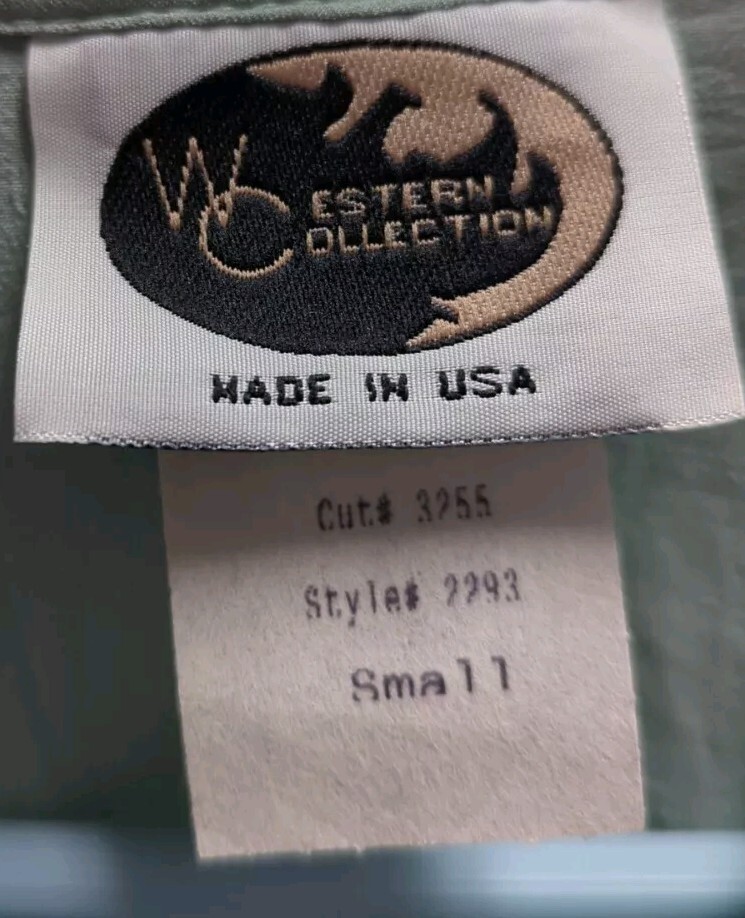 WESTERN
COLLECTION
MADE IN USA
Cut# 3255
Style# 2293
Small